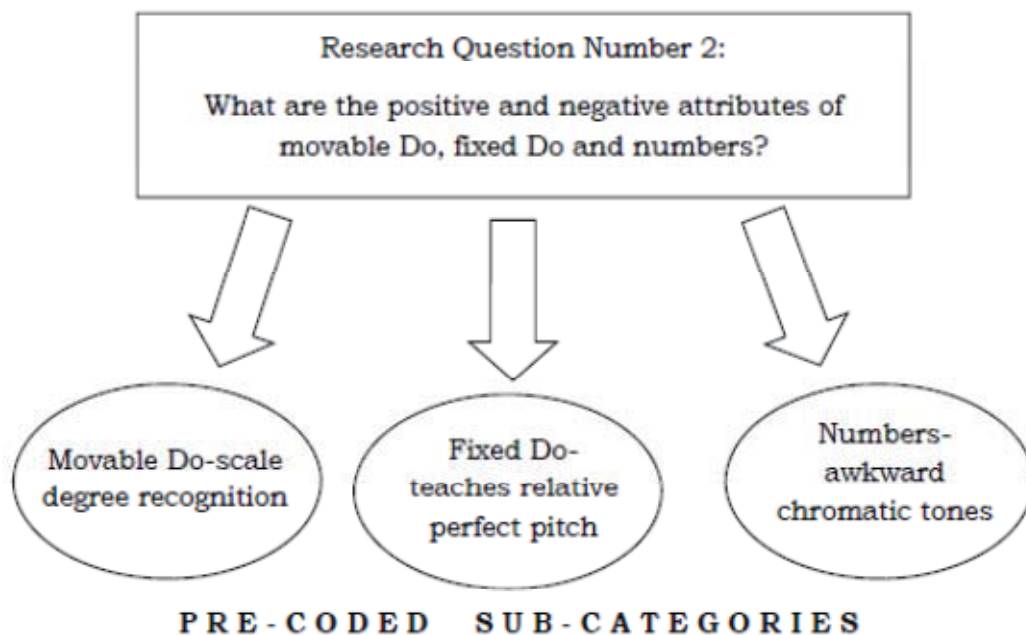 Research Question Number 2:
What are the positive and negative attributes of
movable Do, fixed Do and numbers?
Movable Do-scale
degree recognition
Fixed Do-
teaches relative
perfect pitch
Numbers-
awkward
chromatic tones
PRE-CODED SUB-CATEGORIES